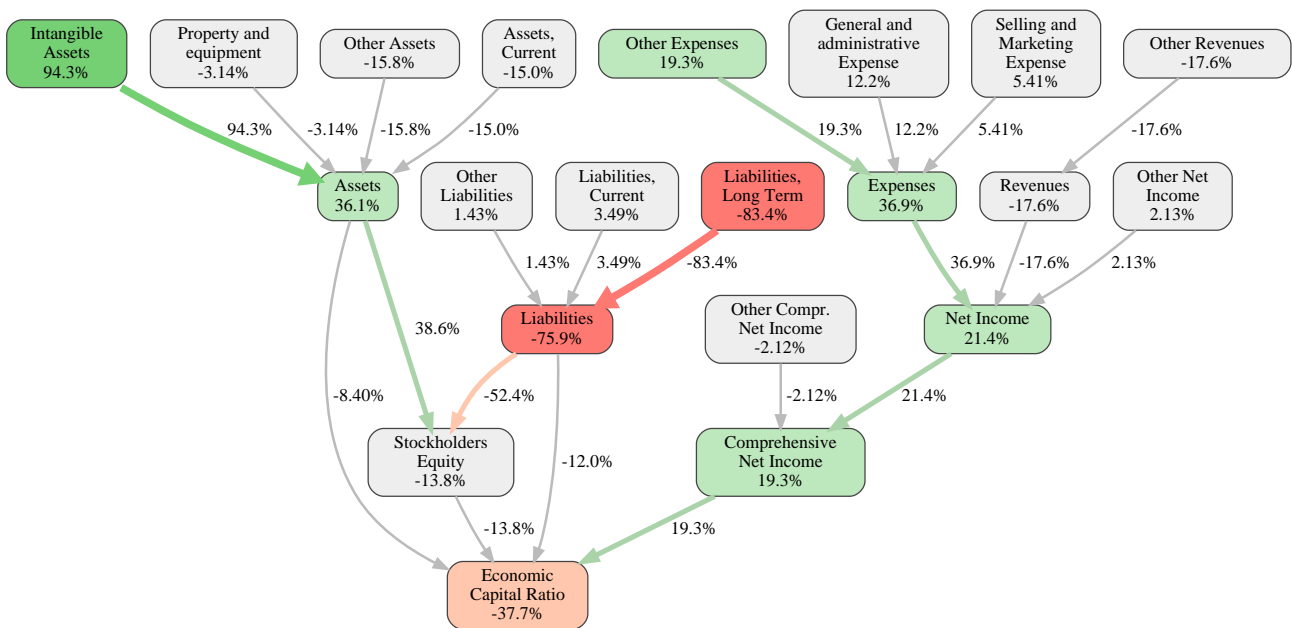 Intangible
Assets
94.3%
Property and
equipment
-3.14%
Other Assets
-15.8%
Assets,
Current
-15.0%
Other Expenses
19.3%
General and
administrative
Expense
12.2%
Selling and
Marketing
Expense
5.41%
Other Revenues
-17.6%
94.3%
-3.14%
-15.8%
-15.0%
19.3%
12.2%
5.41%
-17.6%
Assets
36.1%
Other
Liabilities
1.43%
Liabilities,
Current
3.49%
Liabilities,
Long Term
-83.4%
Expenses
36.9%
Revenues
-17.6%
Other Net
Income
2.13%
1.43%
3.49%
-83.4%
36.9%
-17.6%
2.13%
38.6%
Liabilities
-75.9%
Other Compr.
Net Income
-2.12%
Net Income
21.4%
-8.40%
-52.4%
-2.12%
21.4%
Stockholders
Equity
-13.8%
-12.0%
Comprehensive
Net Income
19.3%
-13.8%
19.3%
Economic
Capital Ratio
-37.7%